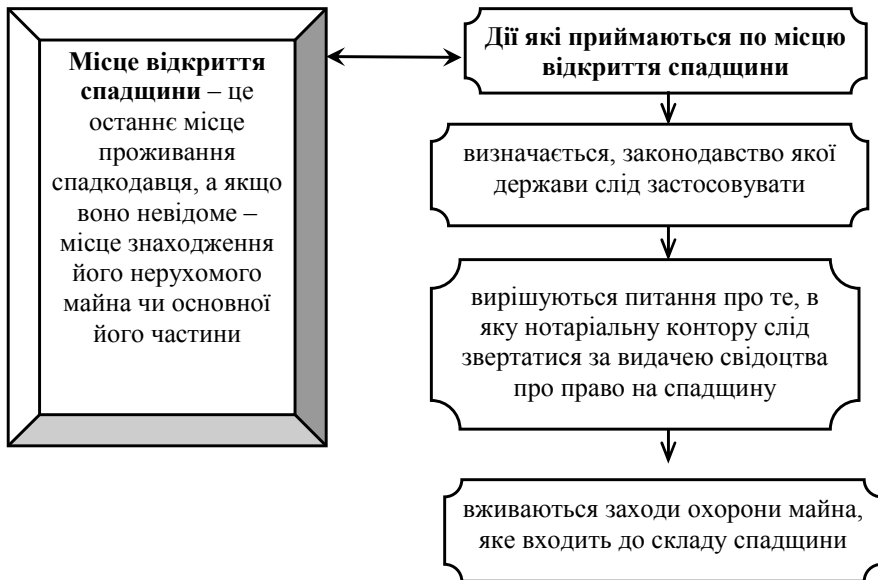 Місце відкриття
спадщини – це
останнє місце
проживання
спадкодавця, а якщо
воно невідоме –
місце знаходження
його нерухомого
майна чи основної
його частини
Дії які приймаються по місцю
відкриття спадщини
визначається, законодавство якої
держави слід застосовувати
вирішуються питання про те, в
яку нотаріальну контору слід
звертатися за видачею свідоцтва
про право на спадщину
вживаються заходи охорони майна,
яке входить до складу спадщини